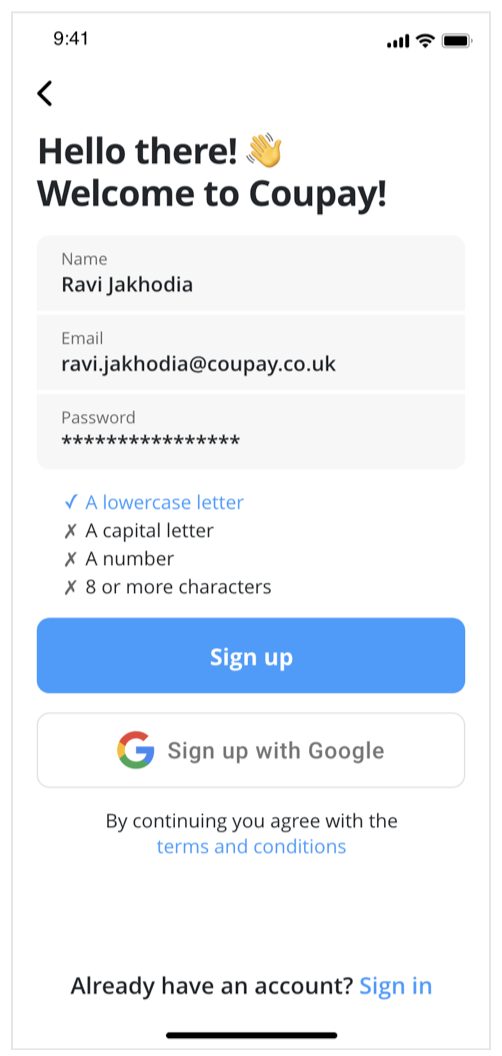 9:41
Hello there! 👋
Welcome to Coupay!
Name
Ravi Jakhodia
Email
ravi.jakhodia@coupay.co.uk
Password
****************
✓ A lowercase letter
✗ A capital letter
✗ A number
✗ 8 or more characters
Sign up
Sign up with Google
By continuing you agree with the
terms and conditions
Already have an account? Sign in